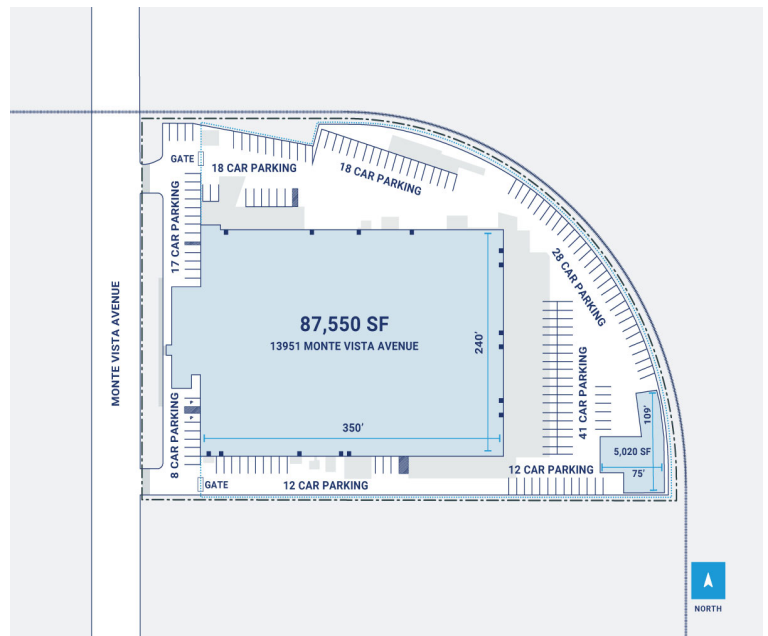 GATE
18 CAR PARKING
18 CAR PARKING
17 CAR PARKING
28 CAR PARKING
MONTE VISTA AVENUE
87,550 SF
13951 MONTE VISTA AVENUE
240'
350'
41 CAR PARKING
8 CAR PARKING
109'
5,020 SF
75'
12 CAR PARKING
GATE
12 CAR PARKING
NORTH